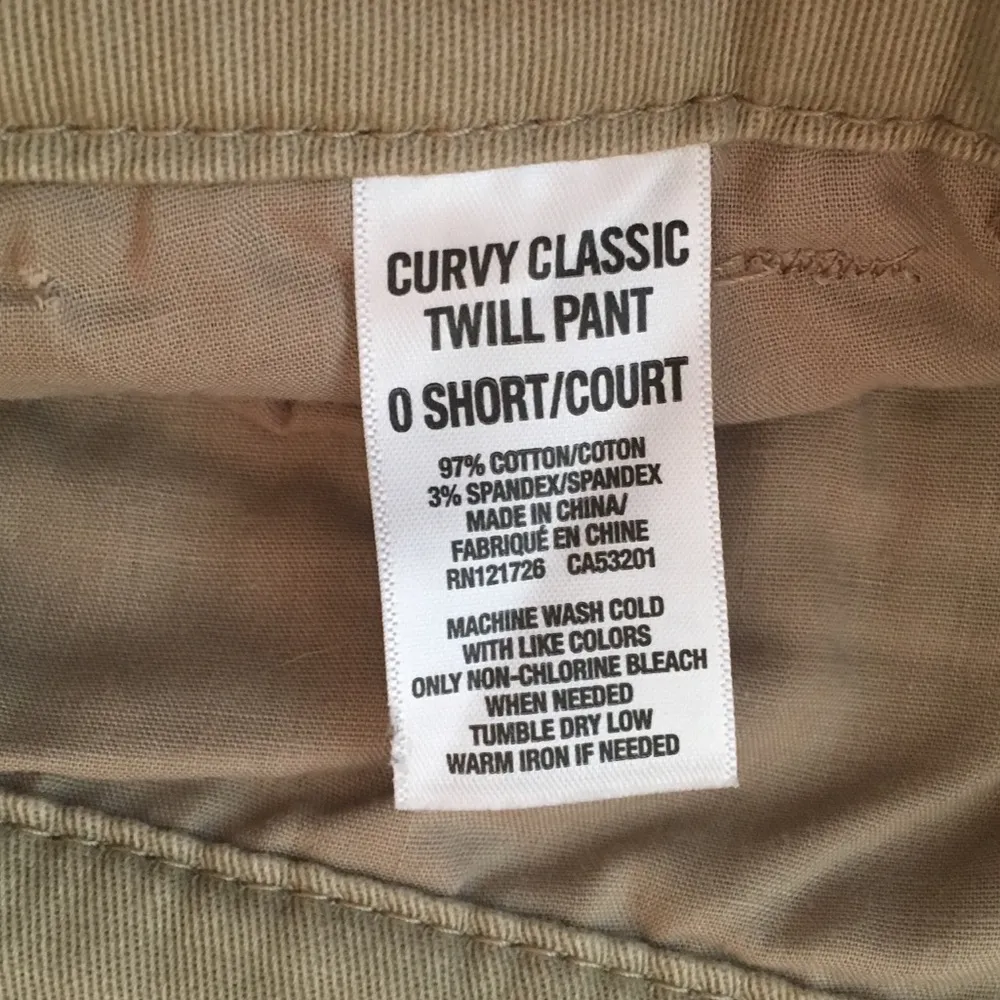 CURVY CLASSIC
TWILL PANT
0 SHORT/COURT
97% COTTON/COTON
3% SPANDEX/SPANDEX
MADE IN CHINA/
FABRIQUÉ EN CHINE
RN121726 CA53201
MACHINE WASH COLD
WITH LIKE COLORS
ONLY NON-CHLORINE BLEACH
WHEN NEEDED
TUMBLE DRY LOW
WARM IRON IF NEEDED